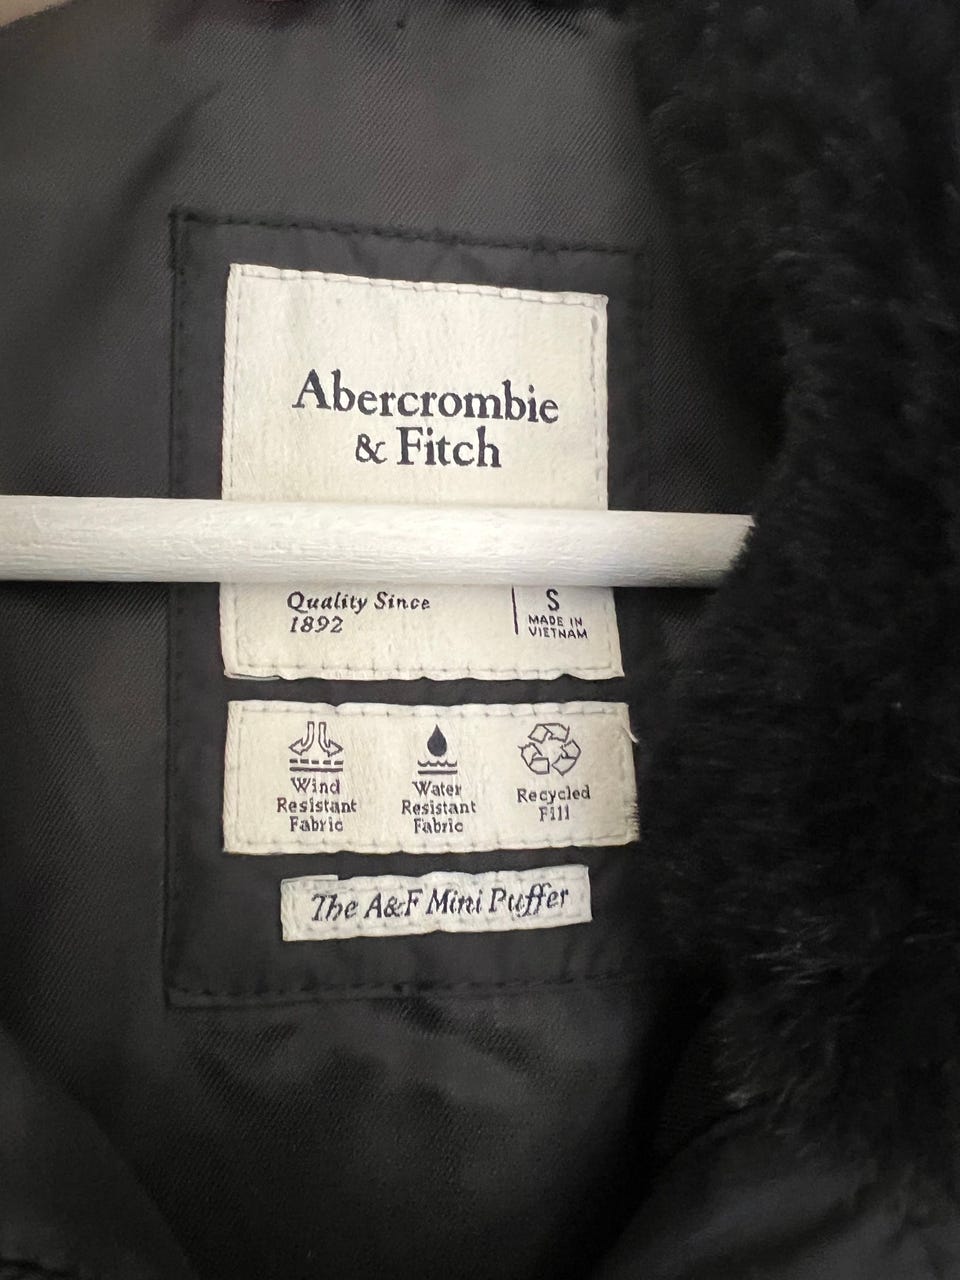 Abercrombie
& Fitch
Quality Since
1892
S
MADE IN
VIETNAM
Wind
Resistant
Fabric
Water
Resistant
Fabric
Recycled
Fill
The A&F Mini Puffer